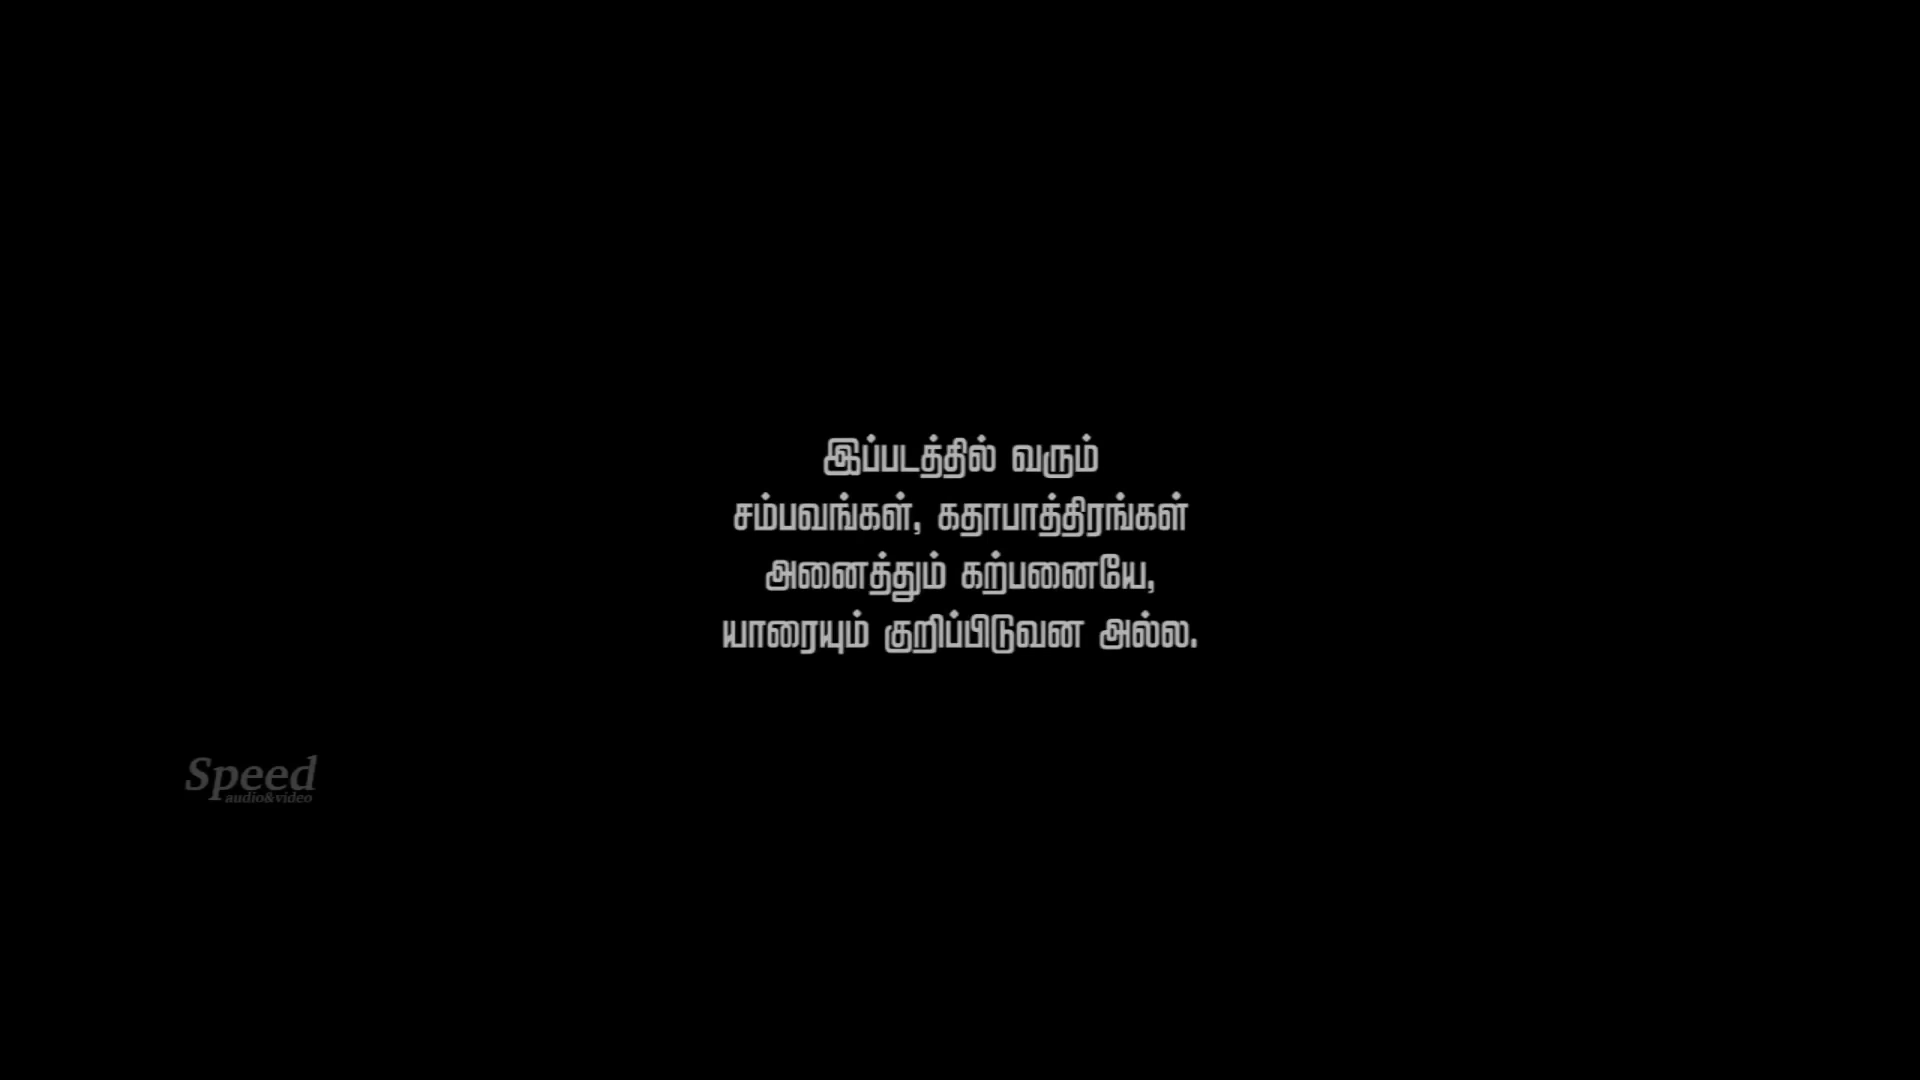 இப்படத்தில் வரும்
சம்பவங்கள், கதாபாத்திரங்கள்
அனைத்தும் கற்பனையே,
யாரையும் குறிப்பிடுவன அல்ல.
Speed
audio&video